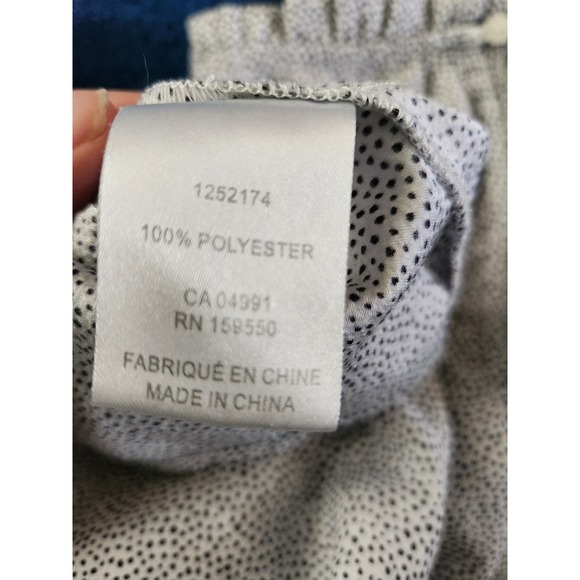 1252174
100% POLYESTER
CA 04991
RN 159550
FABRIQUÉ EN CHINE
MADE IN CHINA